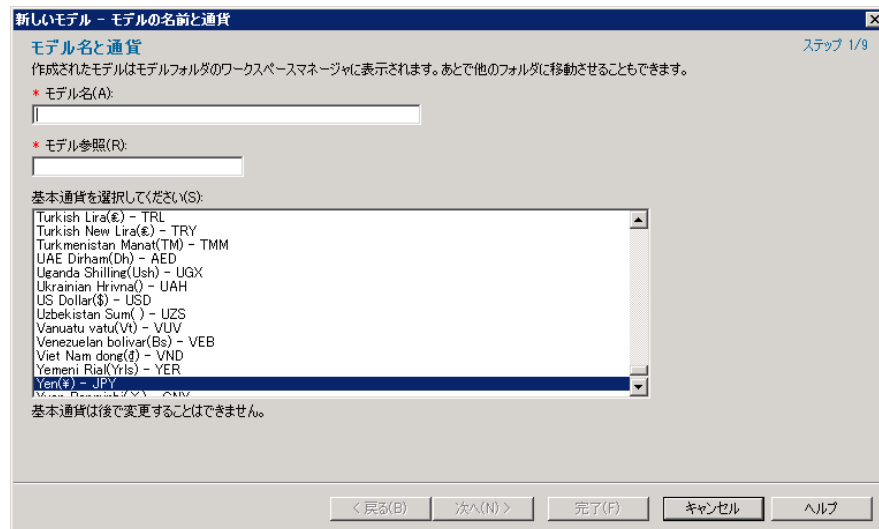 新しいモデル - モデルの名前と通貨
モデル名と通貨
ステップ 1/9
作成されたモデルはモデルフォルダのワークスペースマネージャに表示されます。あとで他のフォルダに移動させることもできます。
* モデル名(A):
* モデル参照(R):
基本通貨を選択してください(S):
Turkish Lira(₤) - TRL
Turkish New Lira(₤) - TRY
Turkmenistan Manat(TM) - TMM
UAE Dirham(Dh) - AED
Uganda Shilling(Ush) - UGX
Ukrainian Hrivna() - UAH
US Dollar($) - USD
Uzbekistan Sum( ) - UZS
Vanuatu vatu(Vt) - VUV
Venezuelan bolivar(Bs) - VEB
Viet Nam dong(₫) - VND
Yemeni Rial(Yrls) - YER
Yen(¥) - JPY
基本通貨は後で変更することはできません。
< 戻る(B)
次へ(N) >
完了(F)
キャンセル
ヘルプ